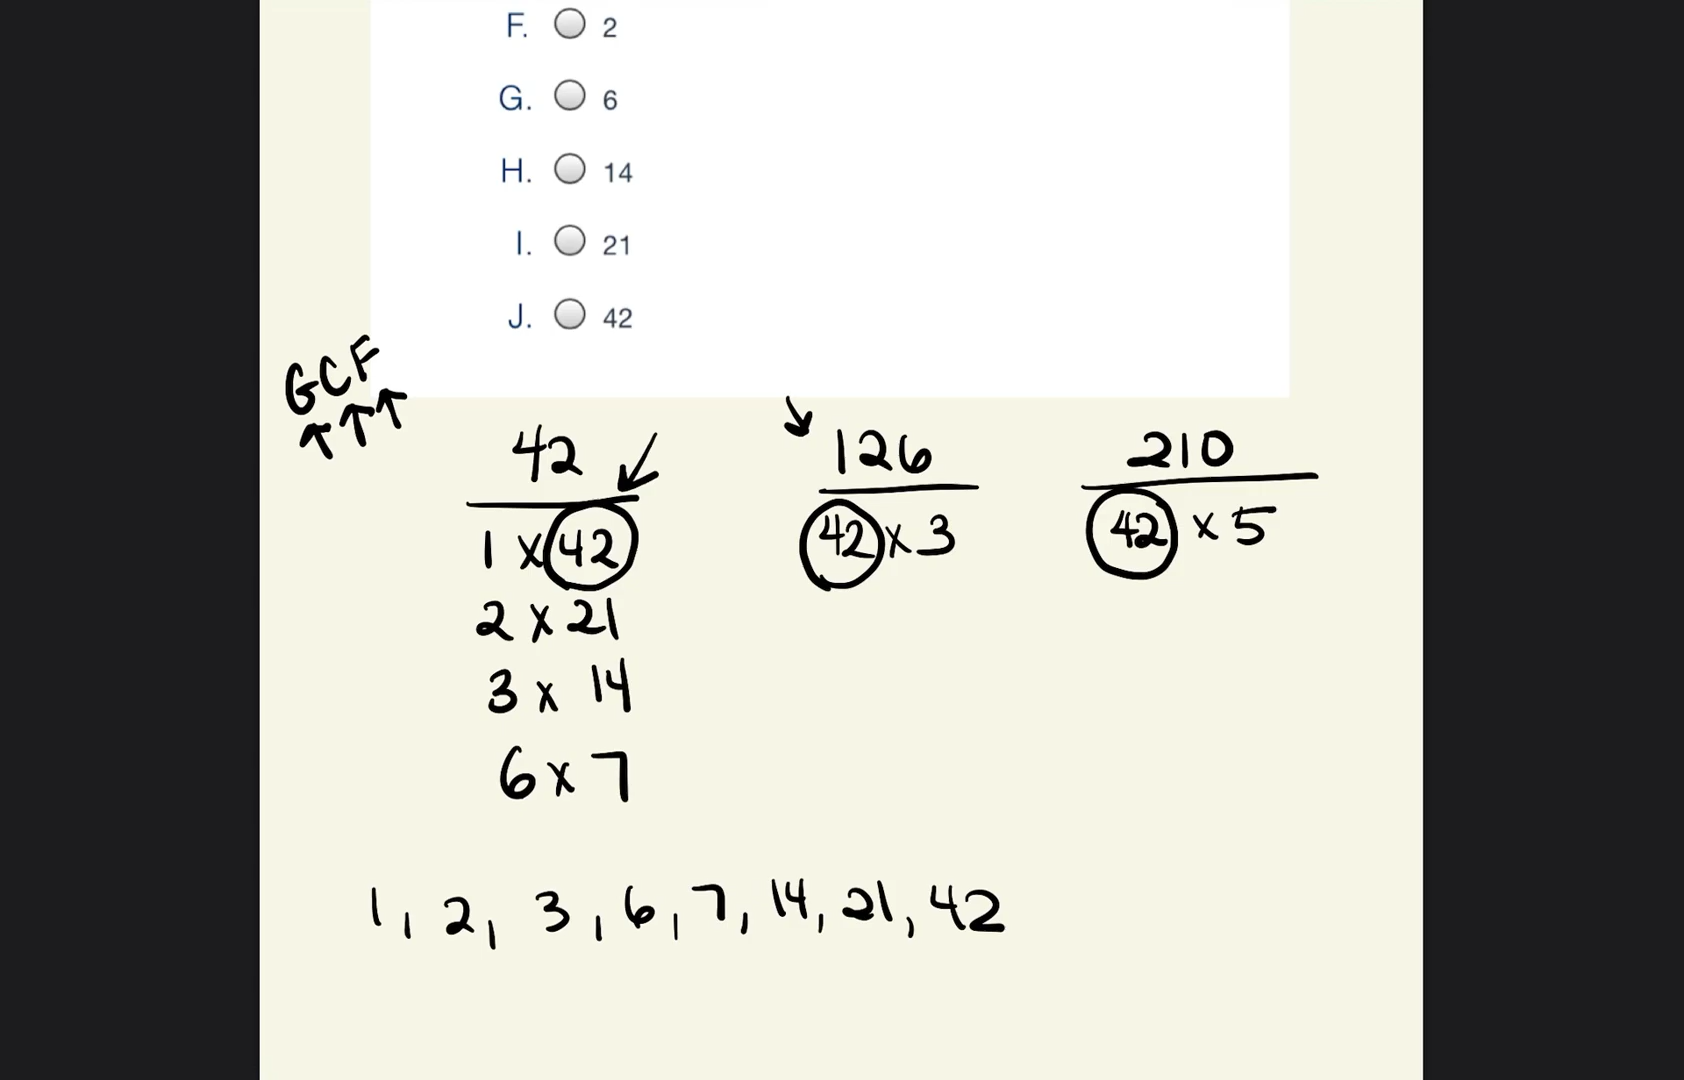 F. 2
G. 6
H. 14
I. 21
J. 42
GCF
42 126 210
1 x 42 42 x 3 42 x 5
2 x 21
3 x 14
6 x 7
1, 2, 3, 6, 7, 14, 21, 42